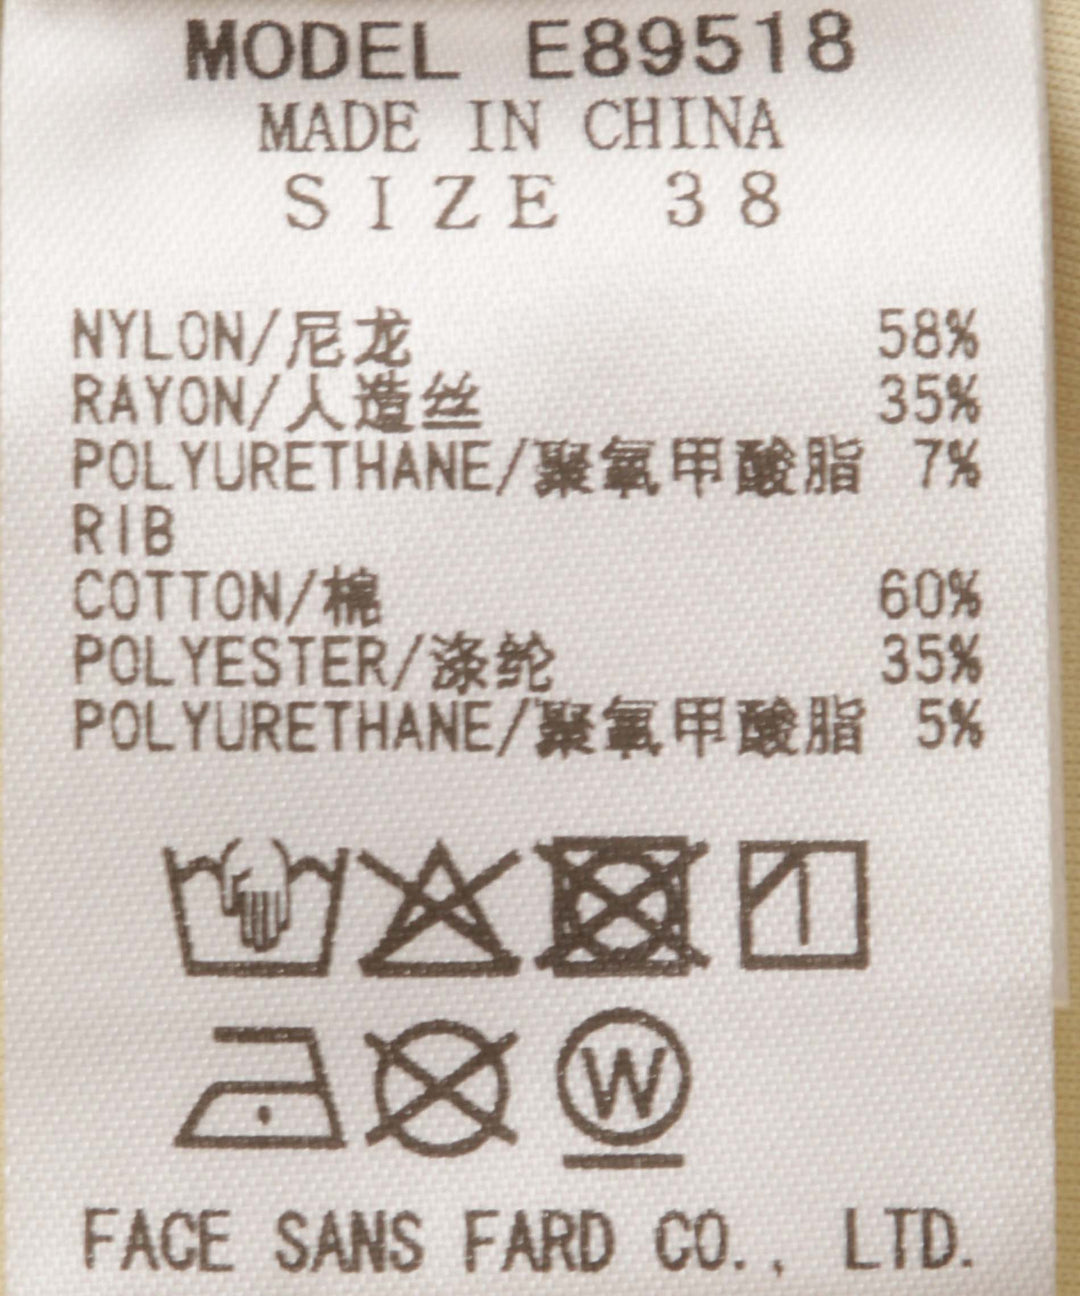 MODEL E89518
MADE IN CHINA
SIZE 38
NYLON/尼龙 58%
RAYON/人造丝 35%
POLYURETHANE/聚氧甲酸脂 7%
RIB
COTTON/棉 60%
POLYESTER/涤纶 35%
POLYURETHANE/聚氧甲酸脂 5%
W
FACE SANS FARD CO., LTD.